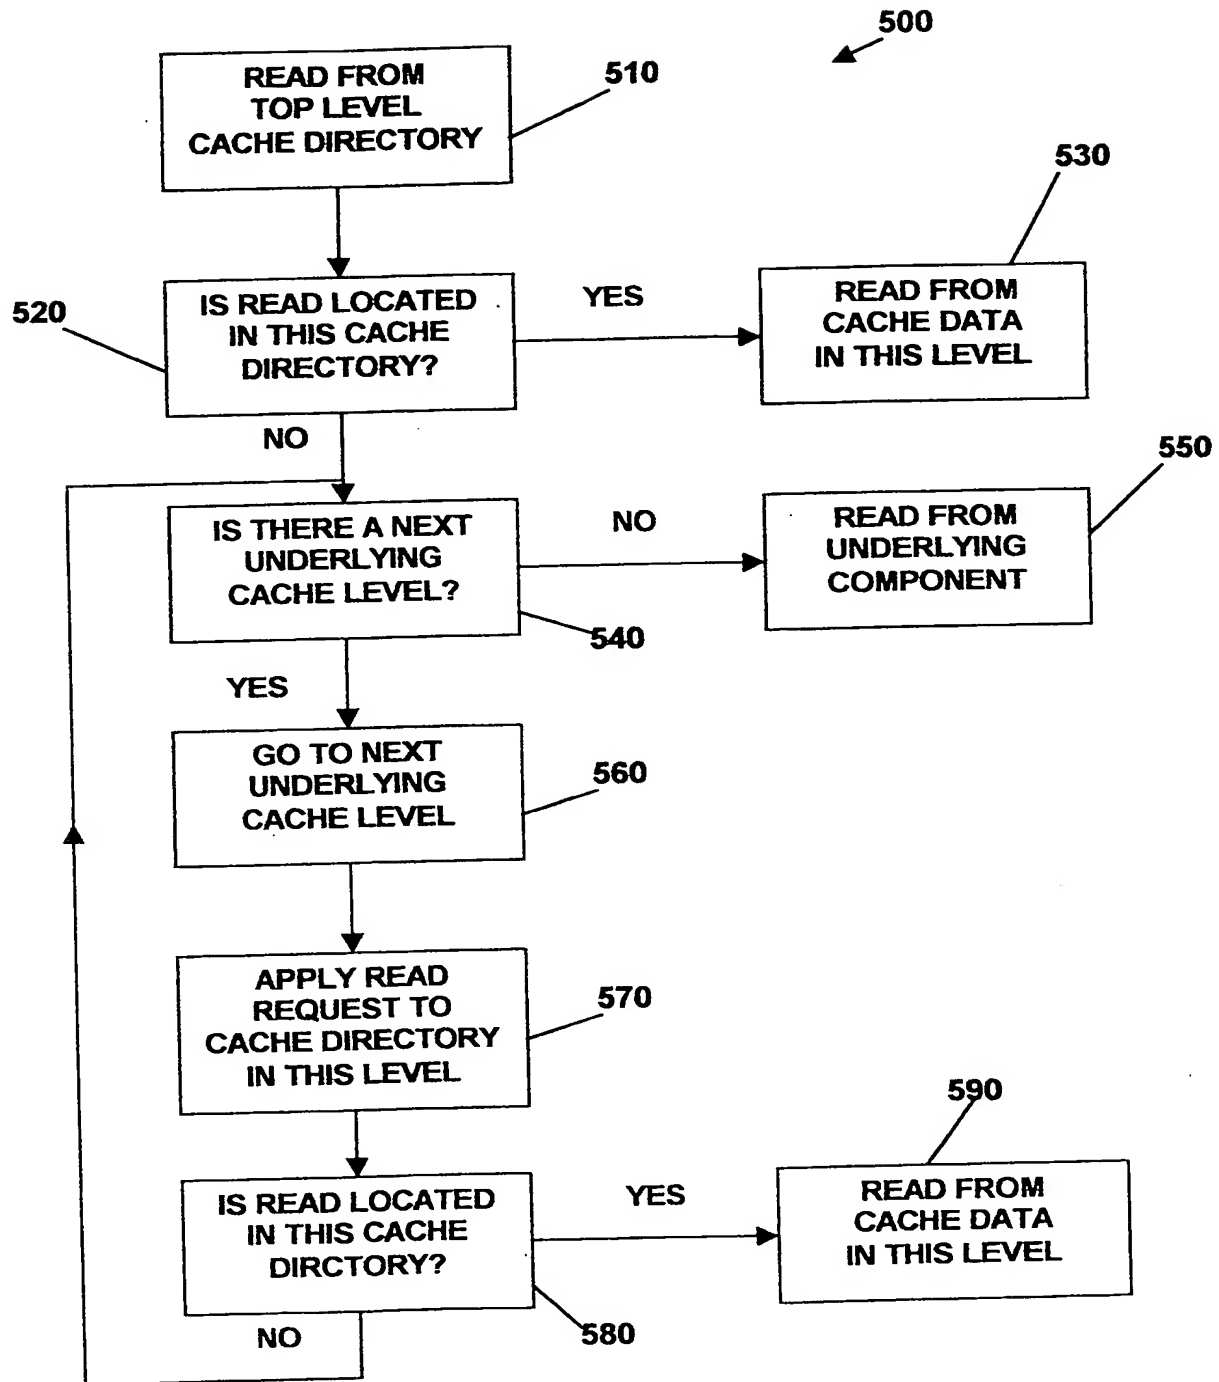 500
READ FROM
TOP LEVEL
CACHE DIRECTORY
510
530
520
IS READ LOCATED
IN THIS CACHE
DIRECTORY?
YES
READ FROM
CACHE DATA
IN THIS LEVEL
NO
550
IS THERE A NEXT
UNDERLYING
CACHE LEVEL?
NO
READ FROM
UNDERLYING
COMPONENT
540
YES
GO TO NEXT
UNDERLYING
CACHE LEVEL
560
APPLY READ
REQUEST TO
CACHE DIRECTORY
IN THIS LEVEL
570
590
IS READ LOCATED
IN THIS CACHE
DIRCTORY?
YES
READ FROM
CACHE DATA
IN THIS LEVEL
580
NO